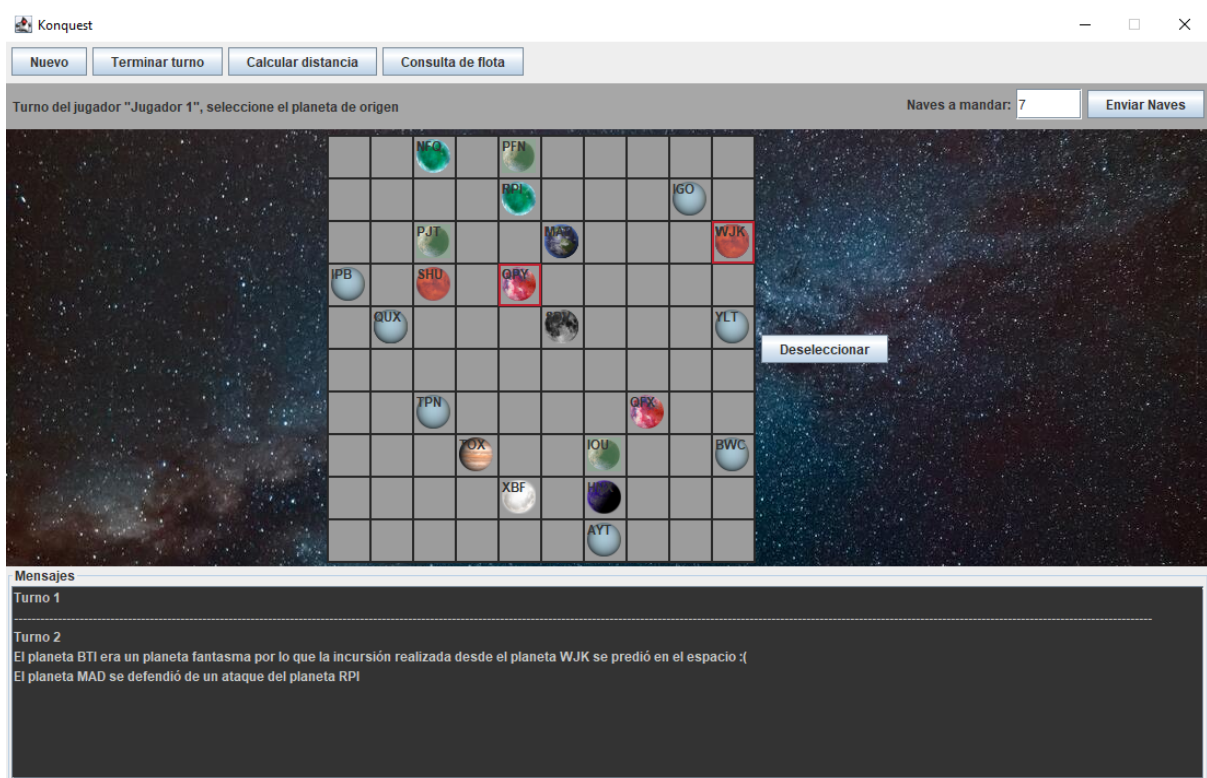 Konquest
Nuevo Terminar turno Calcular distancia Consulta de flota
Turno del jugador "Jugador 1", seleccione el planeta de origen Naves a mandar: 7 Enviar Naves
NFQ PFN
RPI IGO
PJT WJK
IPB SHU
QUX YLT
Deseleccionar
TPN QFX
TOX IOU BWC
XBF
AYT
Mensajes
Turno 1
Turno 2
El planeta BTI era un planeta fantasma por lo que la incursión realizada desde el planeta WJK se predió en el espacio :(
El planeta MAD se defendió de un ataque del planeta RPI